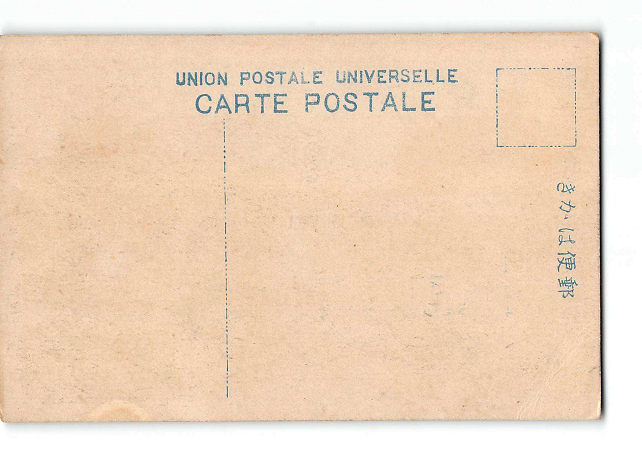 UNION POSTALE UNIVERSELLE
CARTE POSTALE
きかは便郵